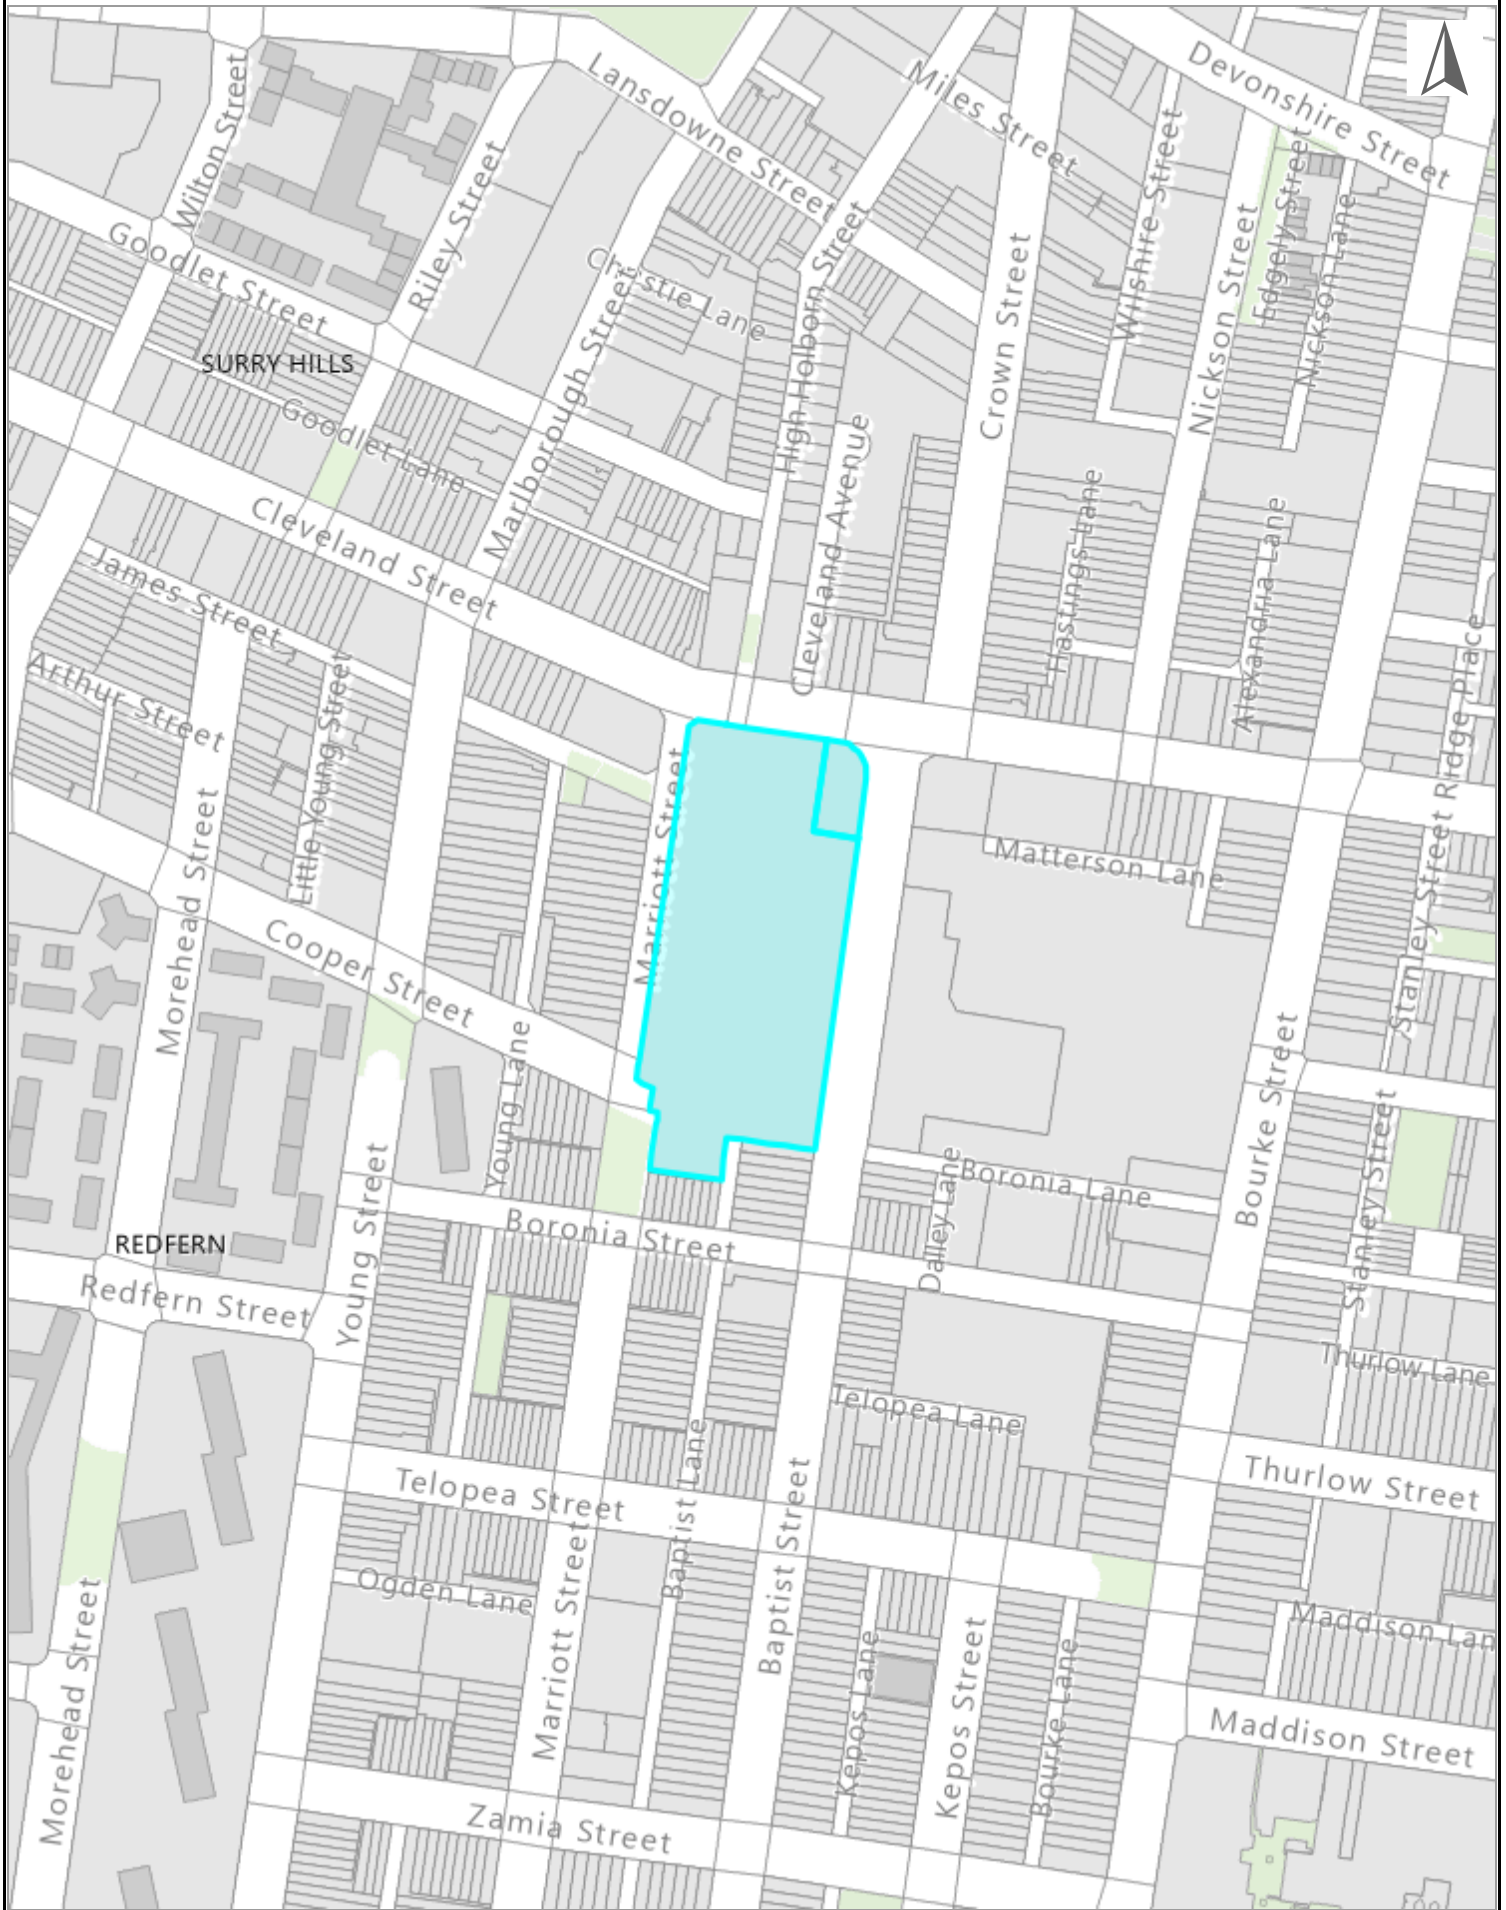 Devonshire Street
Lansdowne Street
Miles Street
Wilton Street
Riley Street
Wilshire Street
Edgely Street
Nickson Lane
Nickson Street
Goodlet Street
Christie Lane
High Holborn Street
Crown Street
Marlborough Street
SURRY HILLS
Goodlet Lane
Cleveland Avenue
Cleveland Street
Hastings Lane
Alexandria Lane
James Street
Arthur Street
Little Young Street
Stanley Street Ridge Place
Marriott Street
Matterson Lane
Morehead Street
Cooper Street
Young Lane
Bourke Street
Stanley Street
Boronia Lane
Dalley Lane
Young Street
Boronia Street
REDFERN
Redfern Street
Thurlow Lane
Telopea Lane
Thurlow Street
Telopea Street
Baptist Lane
Baptist Street
Ogden Lane
Marriott Street
Maddison Lan
Morehead Street
Kepos Lane
Kepos Street
Bourke Lane
Maddison Street
Zamia Street